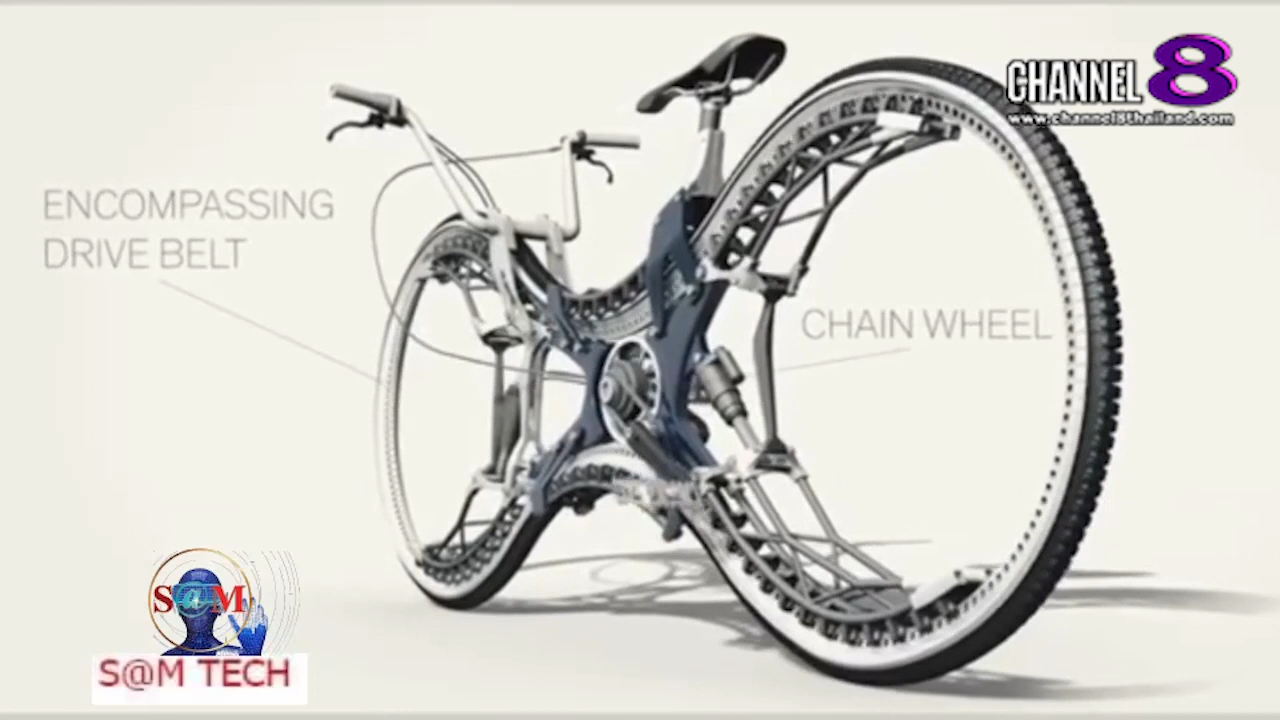 CHANNEL 8
www.channel8thailand.com
ENCOMPASSING
DRIVE BELT
CHAIN WHEEL
S@M
S@M TECH